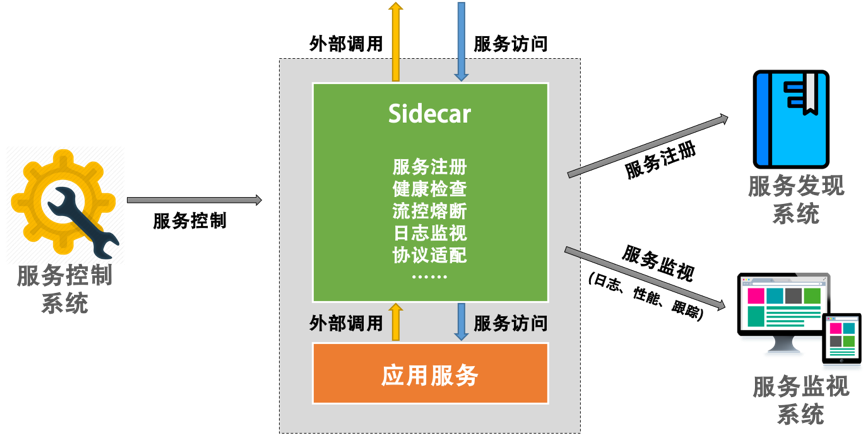 外部调用
服务访问
Sidecar
服务注册
健康检查
流控熔断
日志监视
协议适配
……
服务控制
服务控制
系统
服务注册
服务发现
系统
服务监视
(日志、性能、跟踪)
服务监视
系统
外部调用
服务访问
应用服务